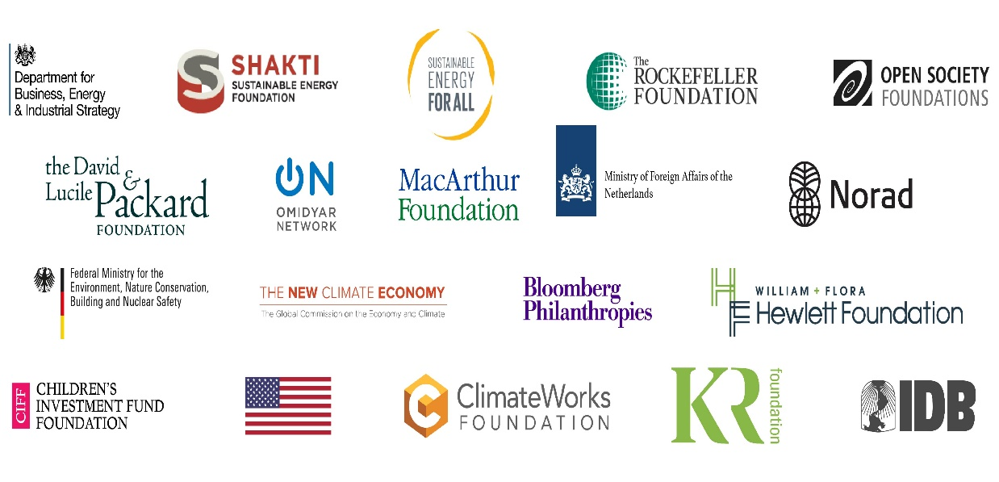 Department for
Business, Energy
& Industrial Strategy
SHAKTI
SUSTAINABLE ENERGY
FOUNDATION
SUSTAINABLE
ENERGY
FOR ALL
The
ROCKEFELLER
FOUNDATION
OPEN SOCIETY
FOUNDATIONS
the David
& Lucile Packard
FOUNDATION
ON
OMIDYAR
NETWORK
MacArthur
Foundation
Ministry of Foreign Affairs of the
Netherlands
Norad
Federal Ministry for the
Environment, Nature Conservation,
Building and Nuclear Safety
THE NEW CLIMATE ECONOMY
The Global Commission on the Economy and Climate
Bloomberg
Philanthropies
HF
WILLIAM + FLORA
Hewlett Foundation
CIFF
CHILDREN'S
INVESTMENT FUND
FOUNDATION
ClimateWorks
FOUNDATION
KR
foundation
IDB